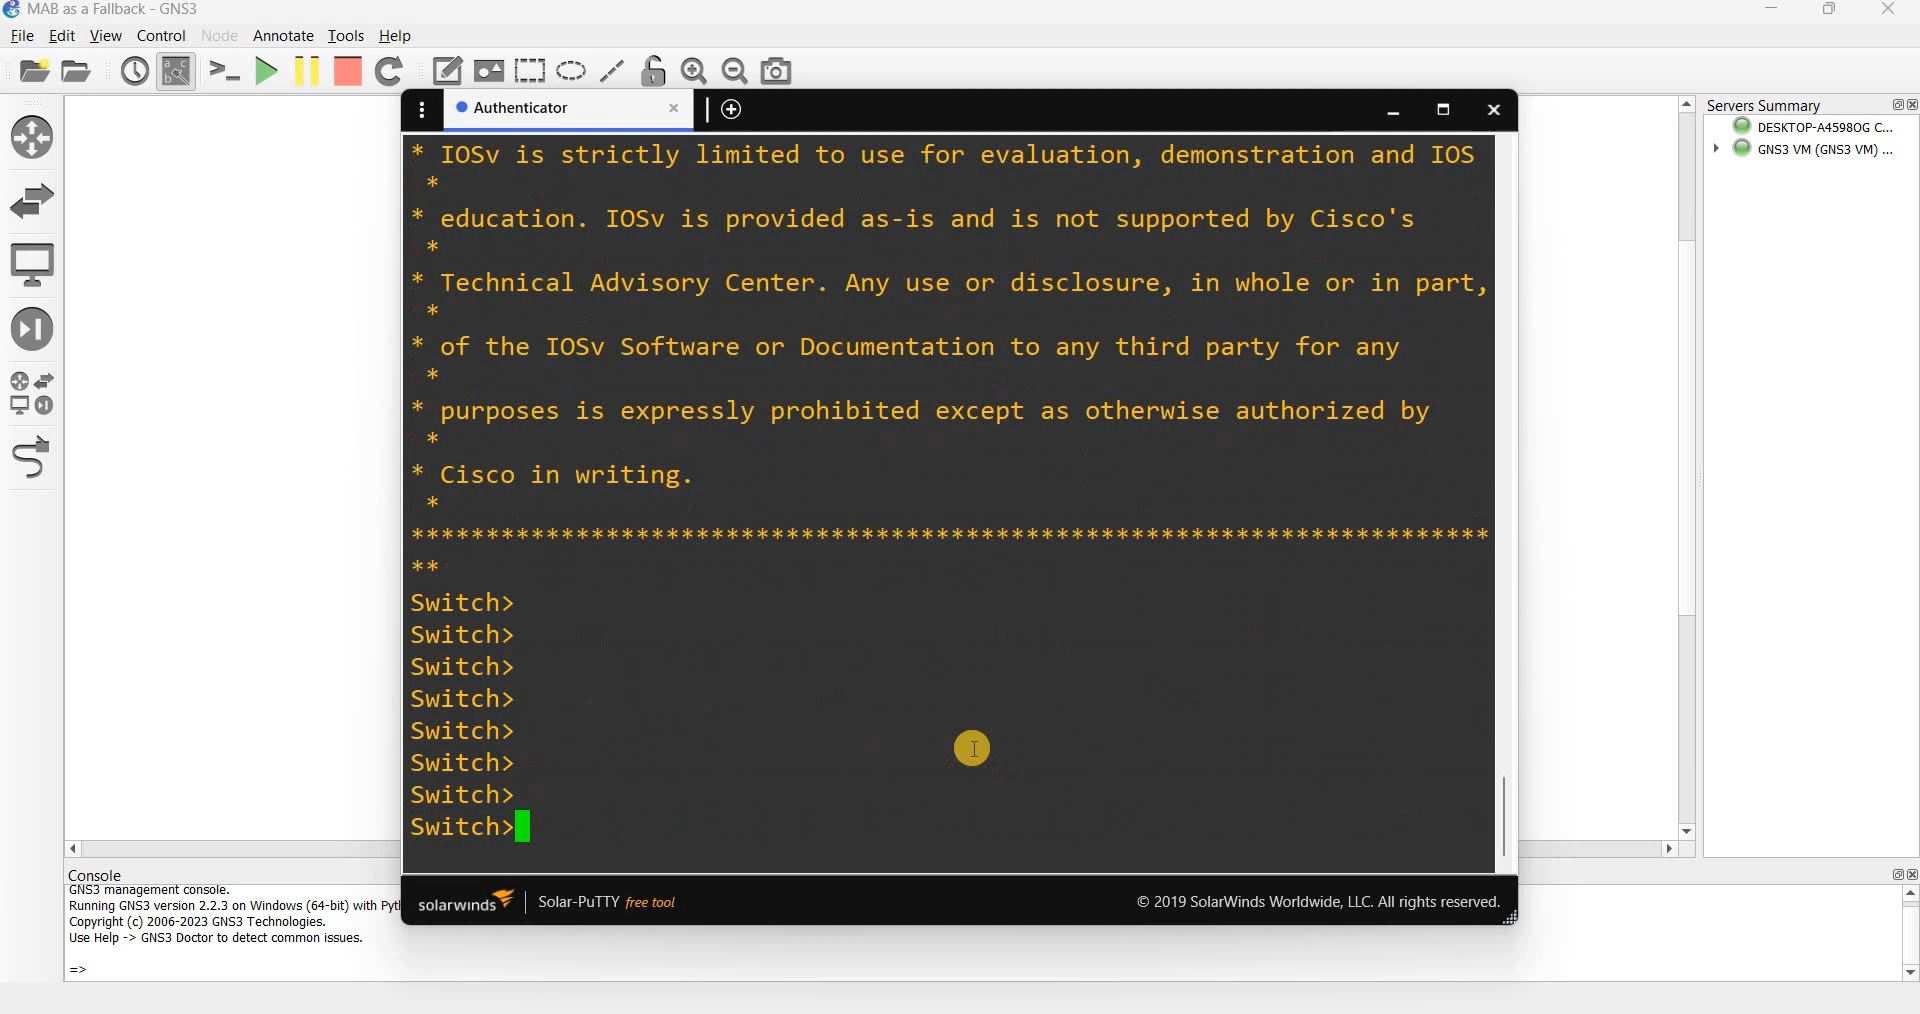 MAB as a Fallback - GNS3
File Edit View Control Node Annotate Tools Help
Authenticator
* IOSv is strictly limited to use for evaluation, demonstration and IOS
*
* education. IOSv is provided as-is and is not supported by Cisco's
*
* Technical Advisory Center. Any use or disclosure, in whole or in part,
*
* of the IOSv Software or Documentation to any third party for any
*
* purposes is expressly prohibited except as otherwise authorized by
*
* Cisco in writing.
*
************************************************************************
**
Switch>
Switch>
Switch>
Switch>
Switch>
Switch>
Switch>
Switch>
solarwinds Solar-PuTTY free tool © 2019 SolarWinds Worldwide, LLC. All rights reserved.
Servers Summary
DESKTOP-A4598OG C...
GNS3 VM (GNS3 VM) ...
Console
GNS3 management console.
Running GNS3 version 2.2.3 on Windows (64-bit) with
Copyright (c) 2006-2023 GNS3 Technologies.
Use Help -> GNS3 Doctor to detect common issues.
=>